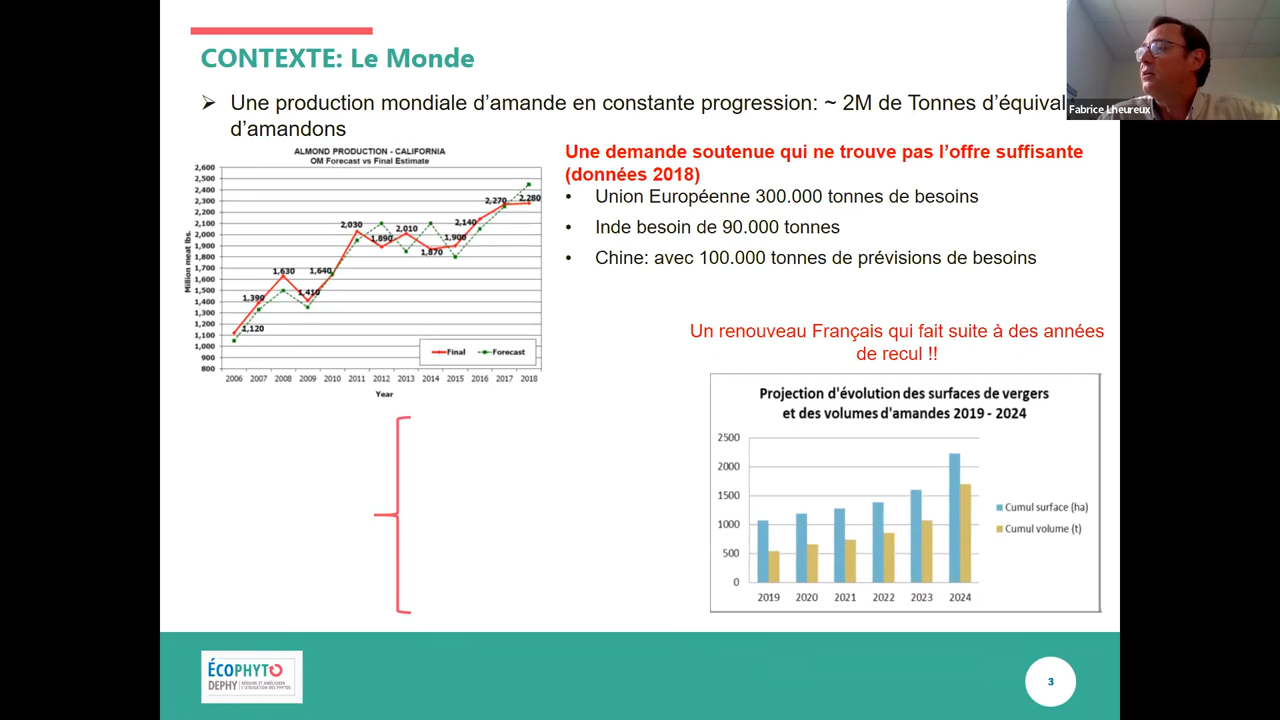 CONTEXTE: Le Monde
Fabrice Lheureux
➢ Une production mondiale d’amande en constante progression: ~ 2M de Tonnes d’équival
d’amandons
ALMOND PRODUCTION - CALIFORNIA
OM Forecast vs Final Estimate
Million meat lbs.
2,600
2,500
2,400
2,300
2,200
2,100
2,000
1,900
1,800
1,700
1,600
1,500
1,400
1,300
1,200
1,100
1,000
900
800
1,120
1,390
1,630
1,410
1,640
2,030
1,890
2,010
1,870
1,900
2,140
2,270
2,280
Final Forecast
2006 2007 2008 2009 2010 2011 2012 2013 2014 2015 2016 2017 2018
Year
Une demande soutenue qui ne trouve pas l’offre suffisante
(données 2018)
• Union Européenne 300.000 tonnes de besoins
• Inde besoin de 90.000 tonnes
• Chine: avec 100.000 tonnes de prévisions de besoins
Un renouveau Français qui fait suite à des années
de recul !!
Projection d'évolution des surfaces de vergers
et des volumes d'amandes 2019 - 2024
2500
2000
1500
1000
500
0
2019 2020 2021 2022 2023 2024
Cumul surface (ha)
Cumul volume (t)
ÉCOPHYTO
DEPHY RÉDUIRE ET AMÉLIORER
L'UTILISATION DES PHYTOS
3